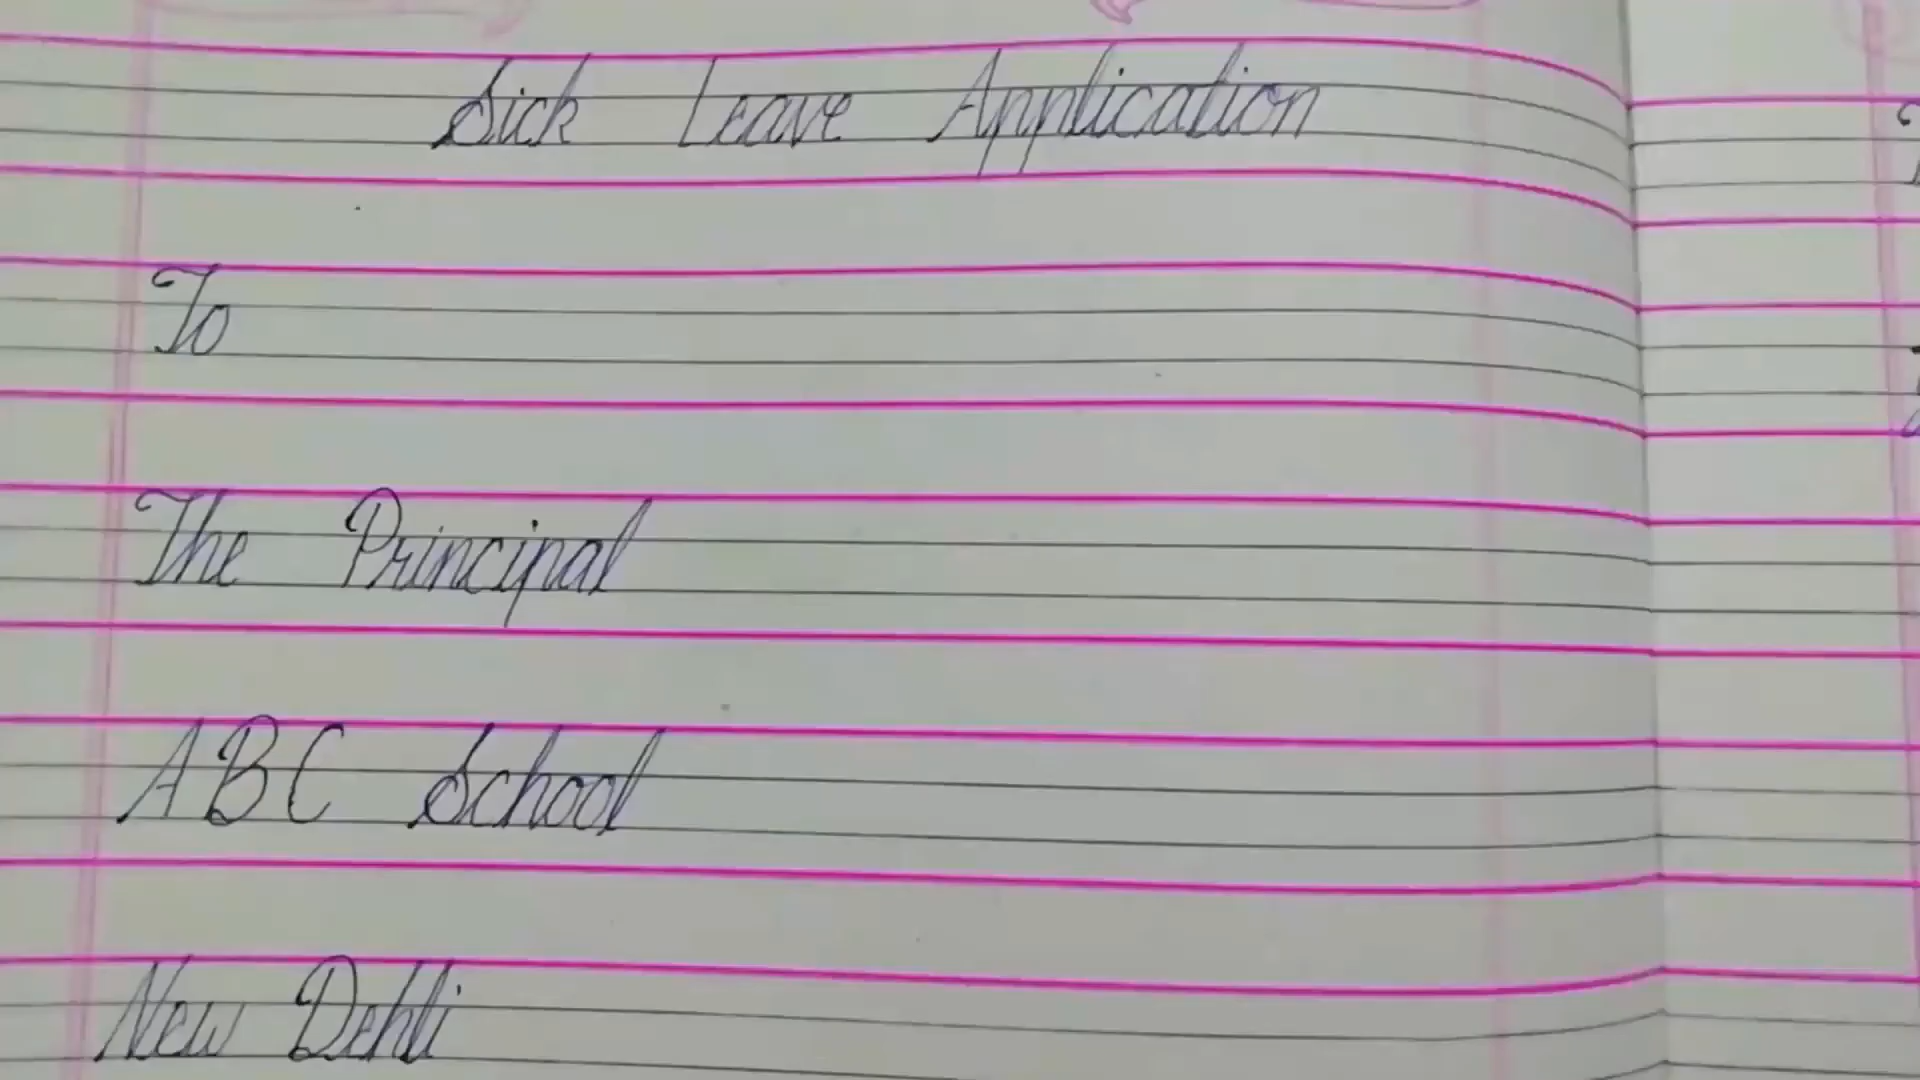 Sick Leave Application
To
The Principal
ABC School
New Dehli